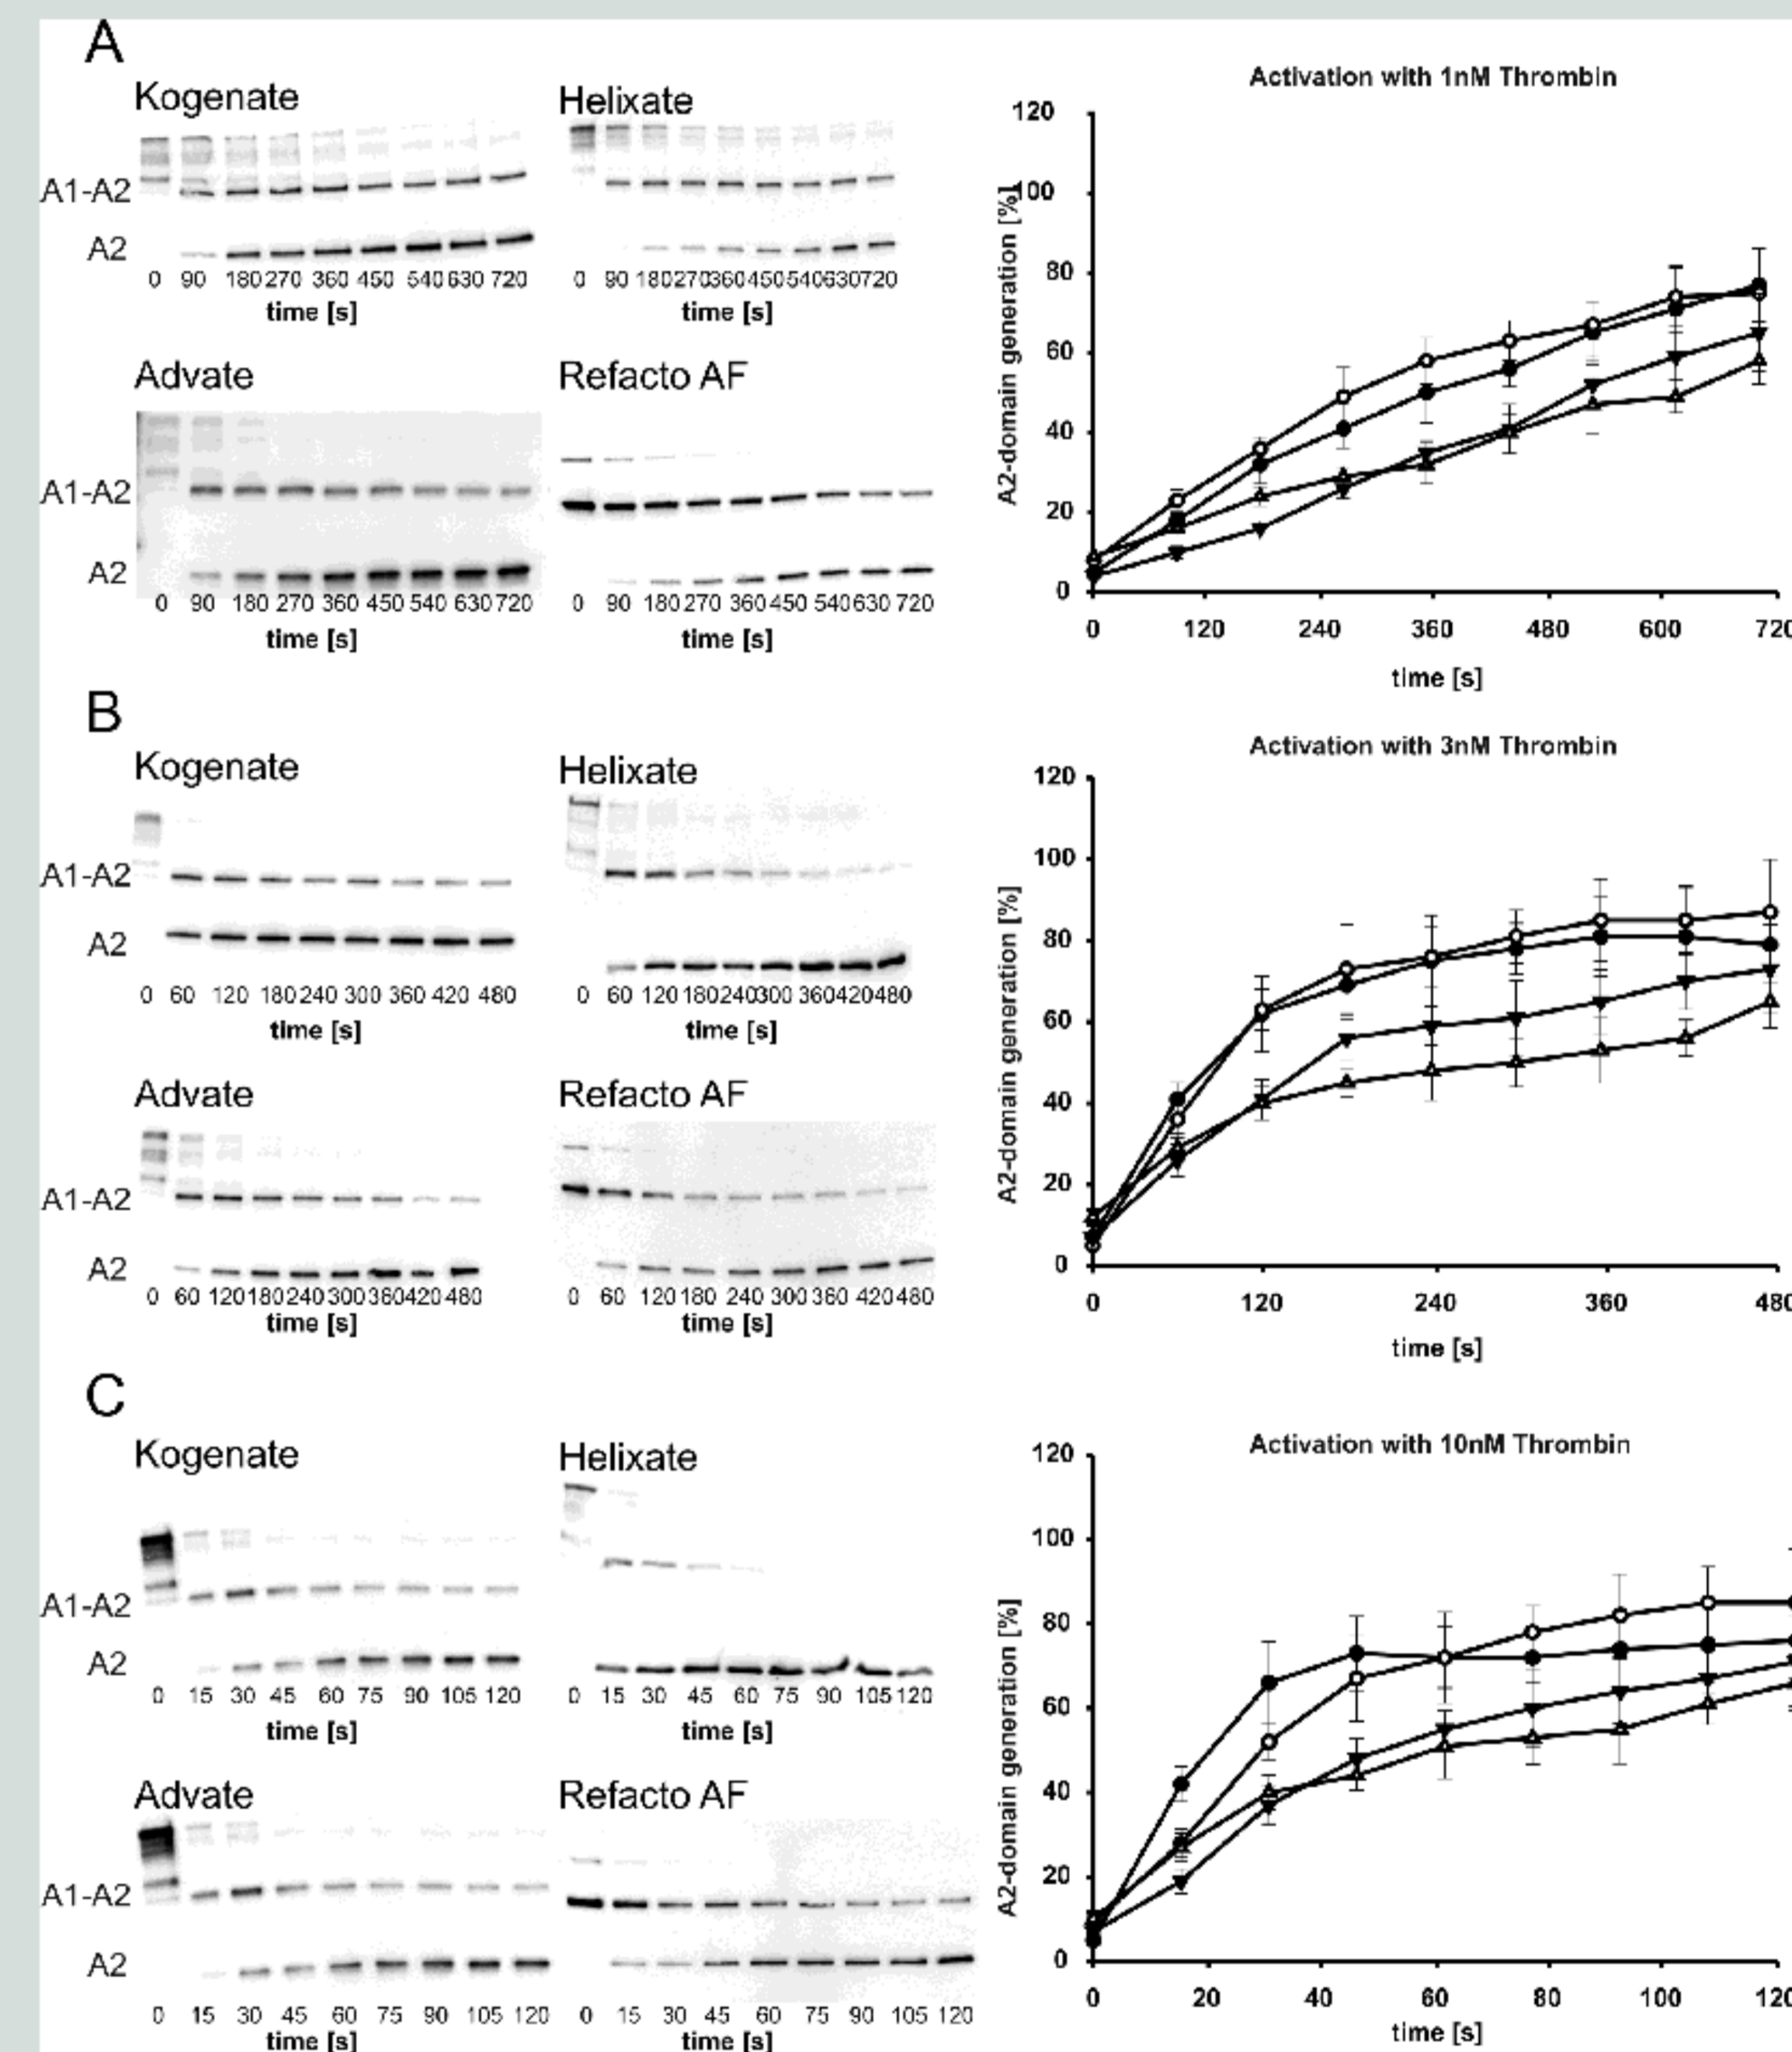 A
Kogenate
Helixate
A1-A2
A2
0 90 180 270 360 450 540 630 720
time [s]
0 90 180 270 360 450 540 630 720
time [s]
Advate
Refacto AF
A1-A2
A2
0 90 180 270 360 450 540 630 720
time [s]
0 90 180 270 360 450 540 630 720
time [s]
Activation with 1nM Thrombin
A2-domain generation [%]
120
100
80
60
40
20
0
0 120 240 360 480 600 720
time [s]
B
Kogenate
Helixate
A1-A2
A2
0 60 120 180 240 300 360 420 480
time [s]
0 60 120 180 240 300 360 420 480
time [s]
Advate
Refacto AF
A1-A2
A2
0 60 120 180 240 300 360 420 480
time [s]
0 60 120 180 240 300 360 420 480
time [s]
Activation with 3nM Thrombin
A2-domain generation [%]
120
100
80
60
40
20
0
0 120 240 360 480
time [s]
C
Kogenate
Helixate
A1-A2
A2
0 15 30 45 60 75 90 105 120
time [s]
0 15 30 45 60 75 90 105 120
time [s]
Advate
Refacto AF
A1-A2
A2
0 15 30 45 60 75 90 105 120
time [s]
0 15 30 45 60 75 90 105 120
time [s]
Activation with 10nM Thrombin
A2-domain generation [%]
120
100
80
60
40
20
0
0 20 40 60 80 100 120
time [s]